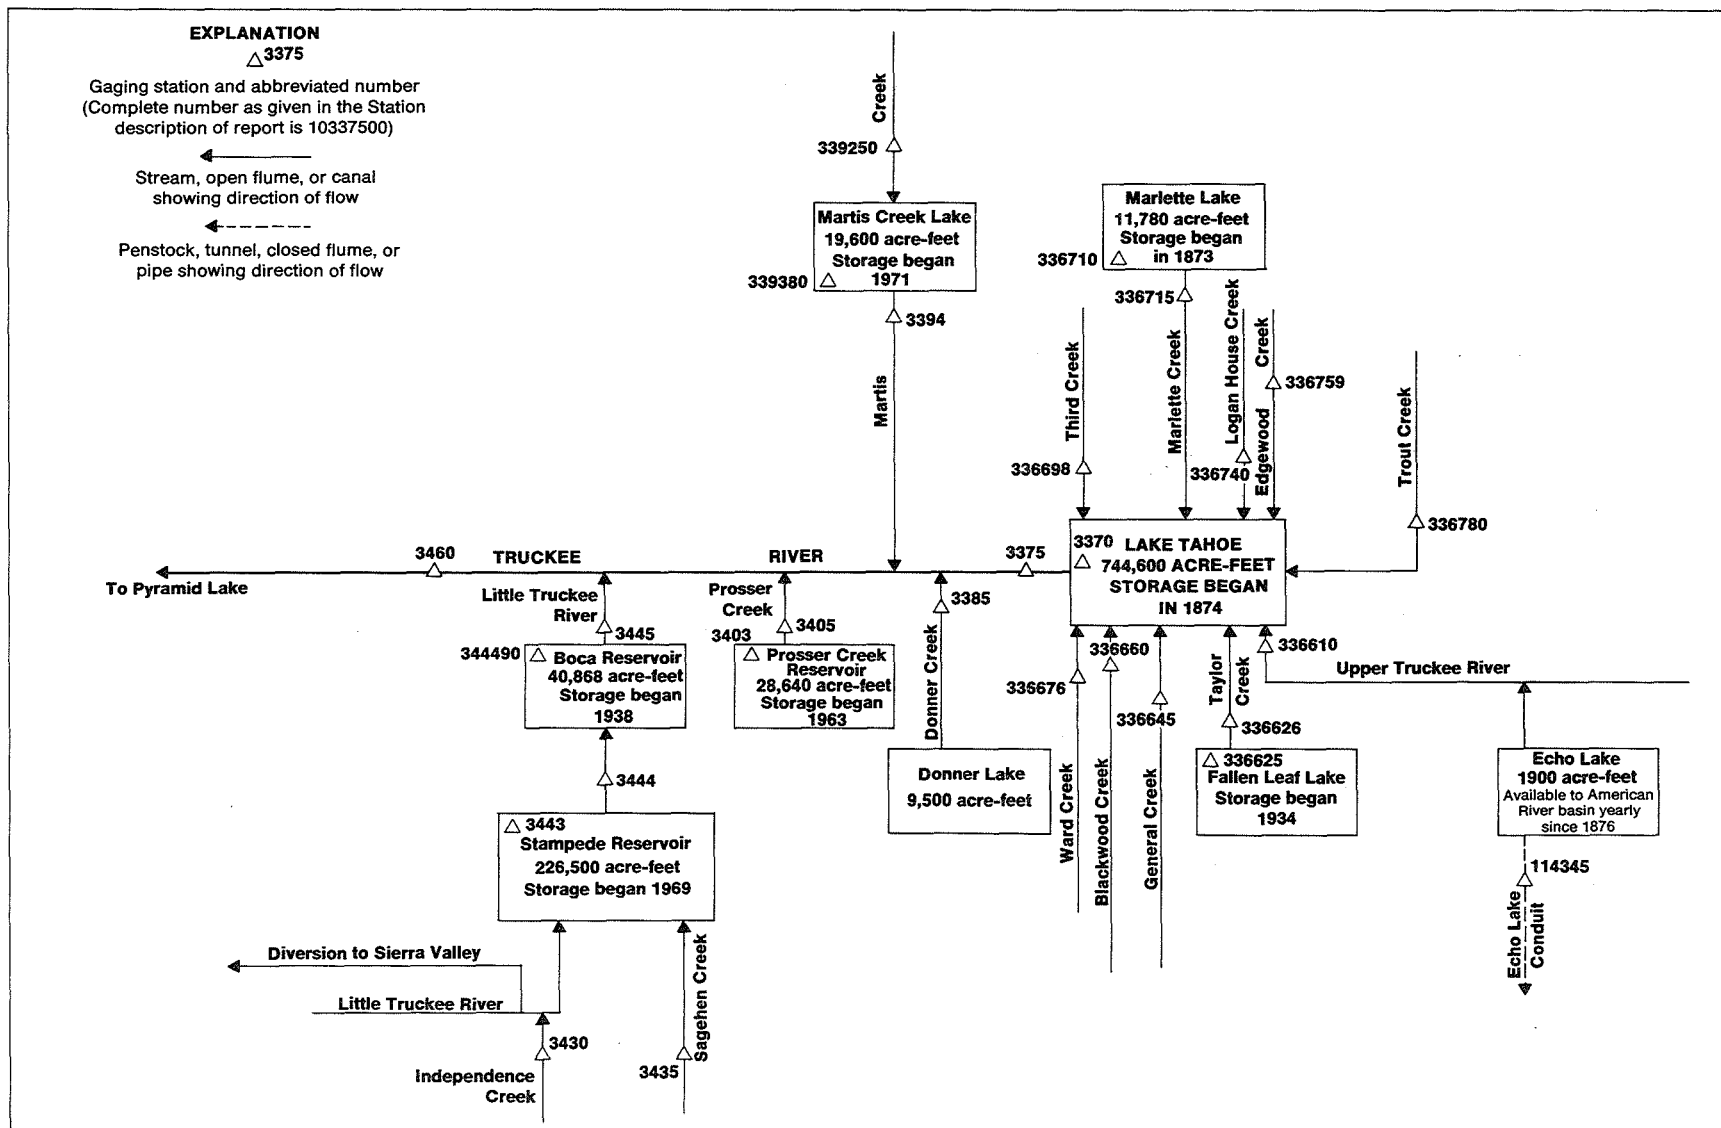 EXPLANATION
3375
Gaging station and abbreviated number
(Complete number as given in the Station
description of report is 10337500)
Stream, open flume, or canal
showing direction of flow
Penstock, tunnel, closed flume, or
pipe showing direction of flow
Creek
339250
Martis Creek Lake
19,600 acre-feet
Storage began
1971
339380
3394
Martis
Marlette Lake
11,780 acre-feet
Storage began
in 1873
336710
336715
Third Creek
336698
Marlette Creek
Logan House Creek
336740
Edgewood Creek
336759
Trout Creek
336780
3460
TRUCKEE RIVER
3375
3370
LAKE TAHOE
744,600 ACRE-FEET
STORAGE BEGAN
IN 1874
To Pyramid Lake
Little Truckee
River
3445
344490
Boca Reservoir
40,868 acre-feet
Storage began
1938
Prosser
Creek
3405
3403
Prosser Creek
Reservoir
28,640 acre-feet
Storage began
1963
3385
Donner Creek
Donner Lake
9,500 acre-feet
336676
Ward Creek
336660
Blackwood Creek
336645
General Creek
Taylor
Creek
336626
336625
Fallen Leaf Lake
Storage began
1934
336610
Upper Truckee River
Echo Lake
1900 acre-feet
Available to American
River basin yearly
since 1876
114345
Echo Lake
Conduit
3444
3443
Stampede Reservoir
226,500 acre-feet
Storage began 1969
Diversion to Sierra Valley
Little Truckee River
3430
Independence
Creek
3435
Sagehen Creek